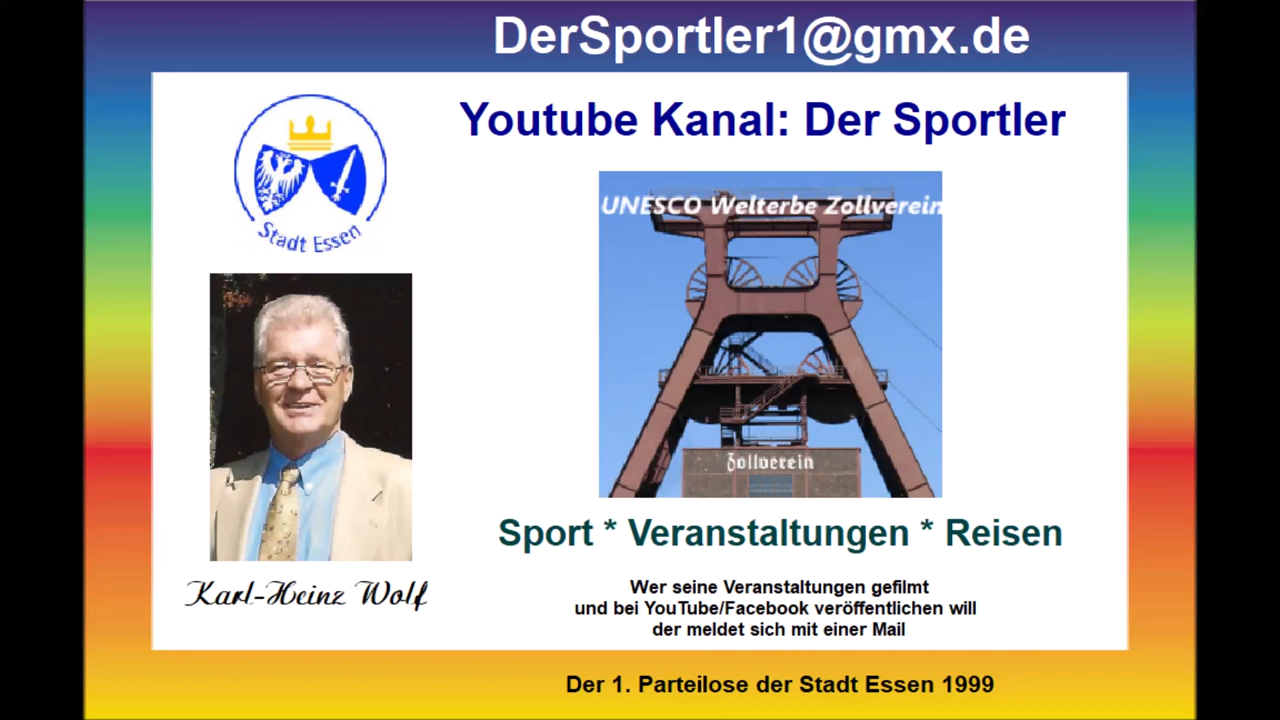 DerSportler1@gmx.de
Youtube Kanal: Der Sportler
Stadt Essen
UNESCO Welterbe Zollverein
Zollverein
Sport * Veranstaltungen * Reisen
Karl-Heinz Wolf
Wer seine Veranstaltungen gefilmt
und bei YouTube/Facebook veröffentlichen will
der meldet sich mit einer Mail
Der 1. Parteilose der Stadt Essen 1999